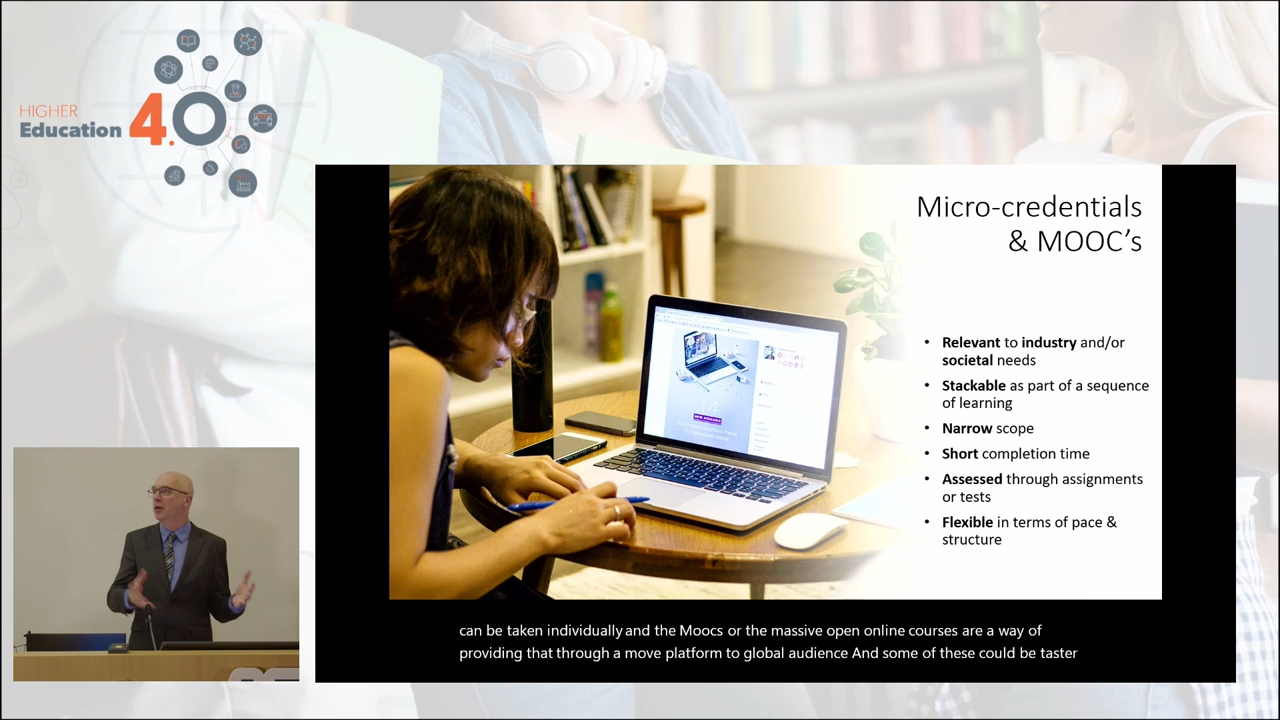 HIGHER
Education 4.0
Micro-credentials
& MOOC's
• Relevant to industry and/or
societal needs
• Stackable as part of a sequence
of learning
• Narrow scope
• Short completion time
• Assessed through assignments
or tests
• Flexible in terms of pace &
structure
can be taken individually and the Moocs or the massive open online courses are a way of
providing that through a move platform to global audience And some of these could be taster